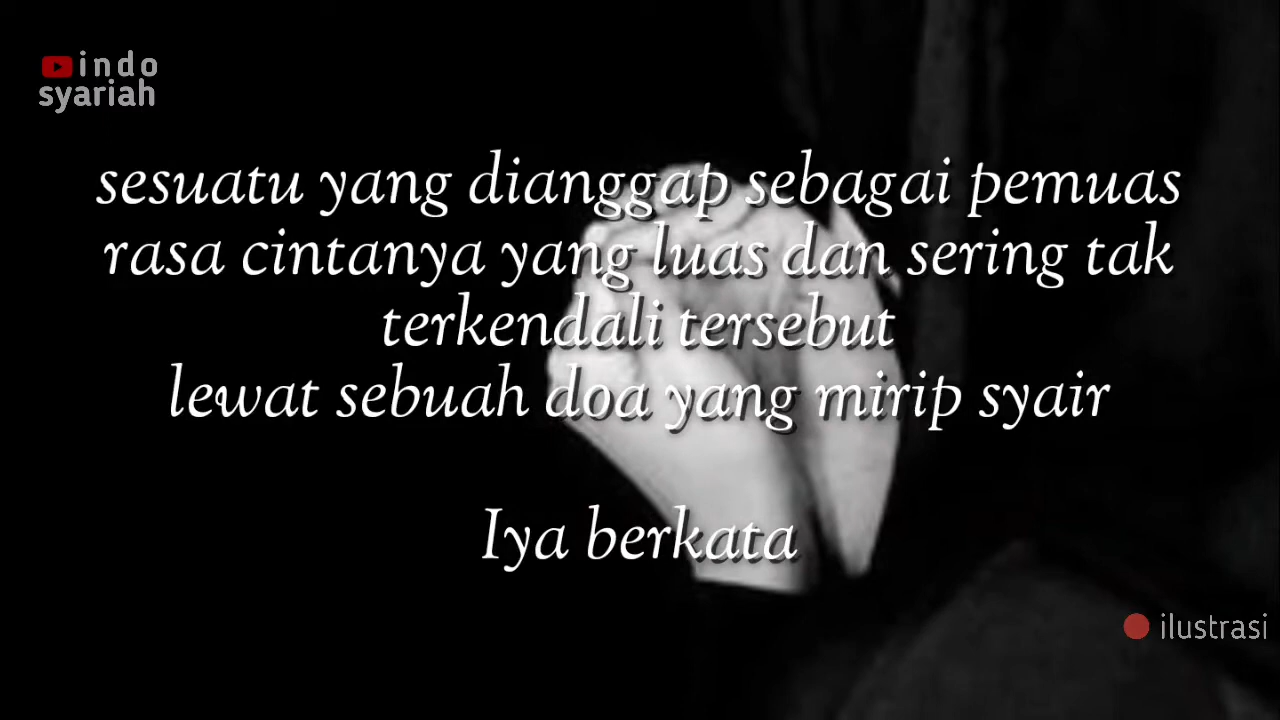 indo
syariah
sesuatu yang dianggap sebagai pemuas
rasa cintanya yang luas dan sering tak
terkendali tersebut
lewat sebuah doa yang mirip syair
Iya berkata
ilustrasi